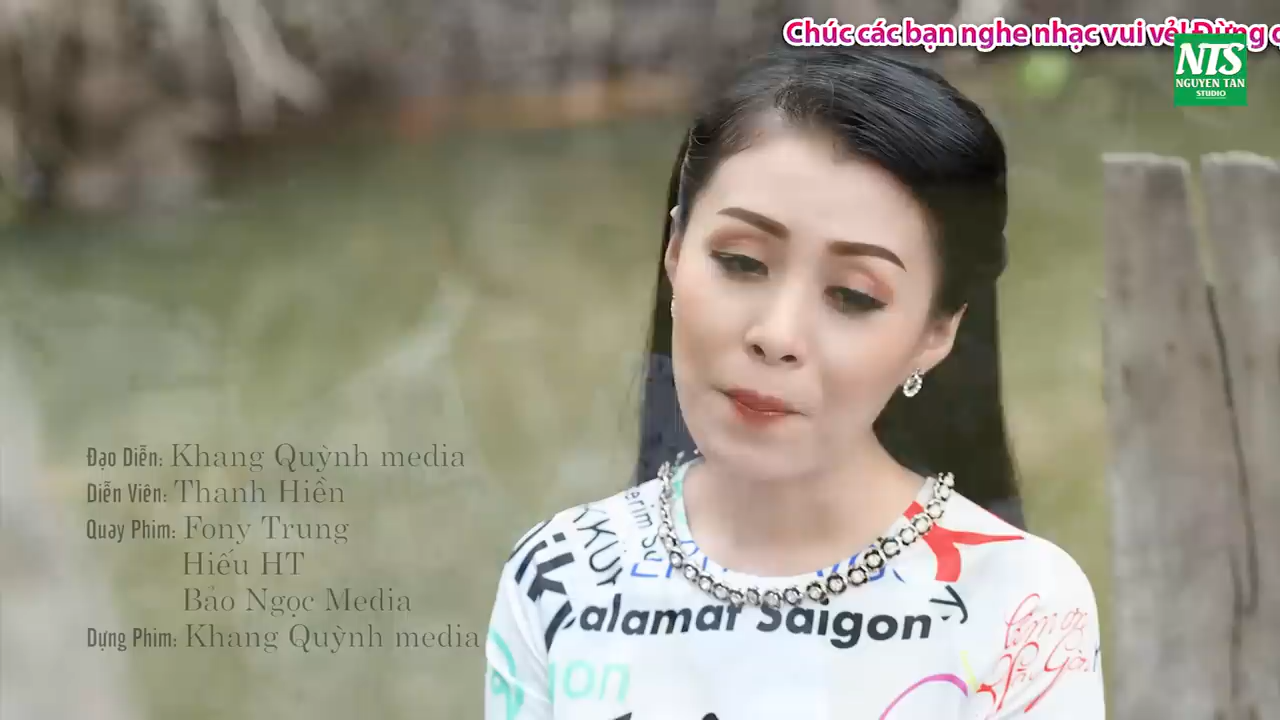 Chúc các bạn nghe nhạc vui vẻ! Đừng
NTS
NGUYEN TAN
STUDIO
Đạo Diễn: Khang Quỳnh media
Diễn Viên: Thanh Hiền
Quay Phim: Fony Trung
Hiếu HT
Bảo Ngọc Media
Dựng Phim: Khang Quỳnh media
alamat Saigon